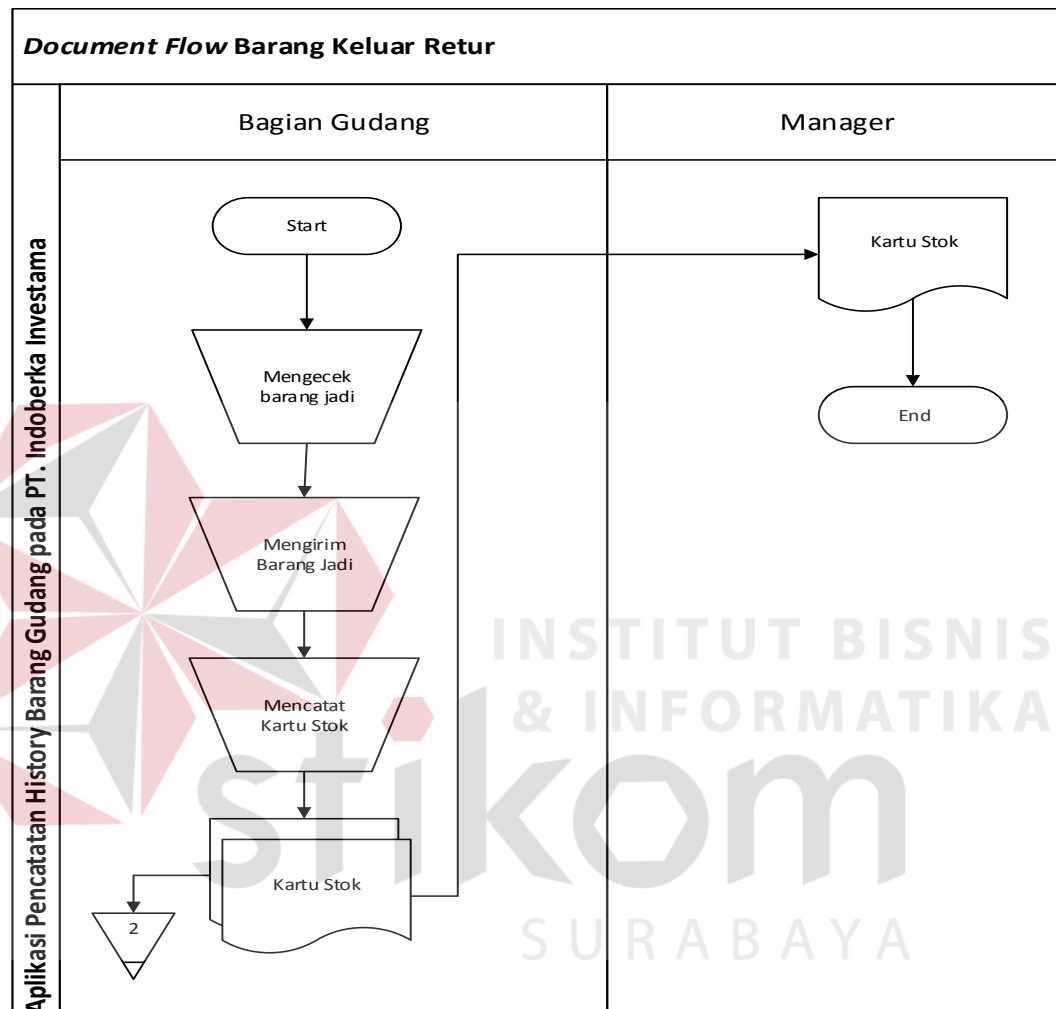 Document Flow Barang Keluar Retur
Aplikasi Pencatatan History Barang Gudang pada PT. Indoberka Investama
Bagian Gudang
Manager
Start
Mengecek
barang jadi
Mengirim
Barang Jadi
Mencatat
Kartu Stok
Kartu Stok
2
Kartu Stok
End
INSTITUT BISNIS
& INFORMATIKA
stikom
SURABAYA